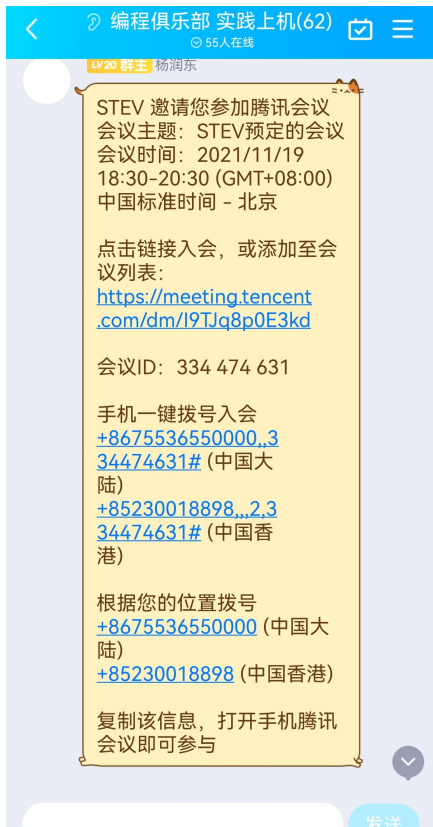 编程俱乐部 实践上机(62)
55人在线
LV20 群主 杨润东
STEV 邀请您参加腾讯会议
会议主题：STEV预定的会议
会议时间：2021/11/19
18:30-20:30 (GMT+08:00)
中国标准时间 - 北京
点击链接入会，或添加至会
议列表：
https://meeting.tencent
.com/dm/I9TJq8p0E3kd
会议ID：334 474 631
手机一键拨号入会
+8675536550000,,3
34474631# (中国大
陆)
+85230018898,,,2,3
34474631# (中国香
港)
根据您的位置拨号
+8675536550000 (中国大
陆)
+85230018898 (中国香港)
复制该信息，打开手机腾讯
会议即可参与
发送